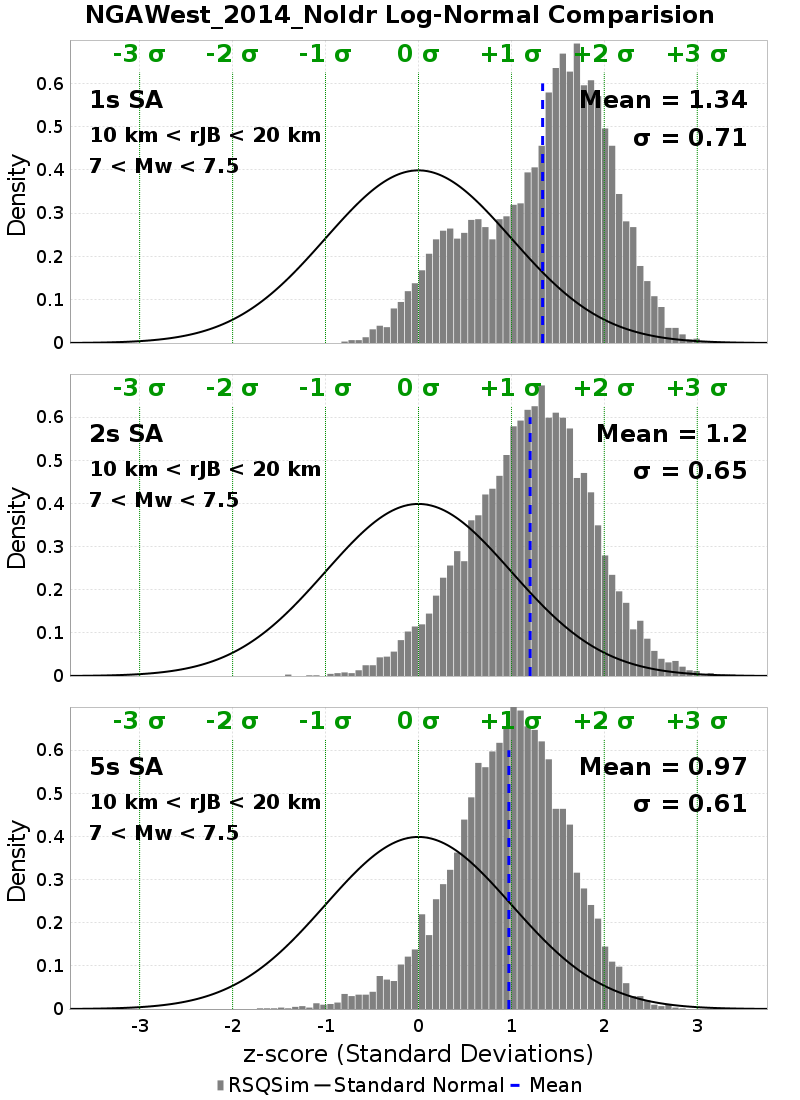 NGAWest_2014_NoIdr Log-Normal Comparision
-3 σ -2 σ -1 σ 0 σ +1 σ +2 σ +3 σ
1s SA
Mean = 1.34
10 km < rJB < 20 km
σ = 0.71
7 < Mw < 7.5
Density
0.6
0.5
0.4
0.3
0.2
0.1
0
-3 σ -2 σ -1 σ 0 σ +1 σ +2 σ +3 σ
2s SA
Mean = 1.2
10 km < rJB < 20 km
σ = 0.65
7 < Mw < 7.5
Density
0.6
0.5
0.4
0.3
0.2
0.1
0
-3 σ -2 σ -1 σ 0 σ +1 σ +2 σ +3 σ
5s SA
Mean = 0.97
10 km < rJB < 20 km
σ = 0.61
7 < Mw < 7.5
Density
0.6
0.5
0.4
0.3
0.2
0.1
0
-3 -2 -1 0 1 2 3
z-score (Standard Deviations)
RSQSim Standard Normal Mean